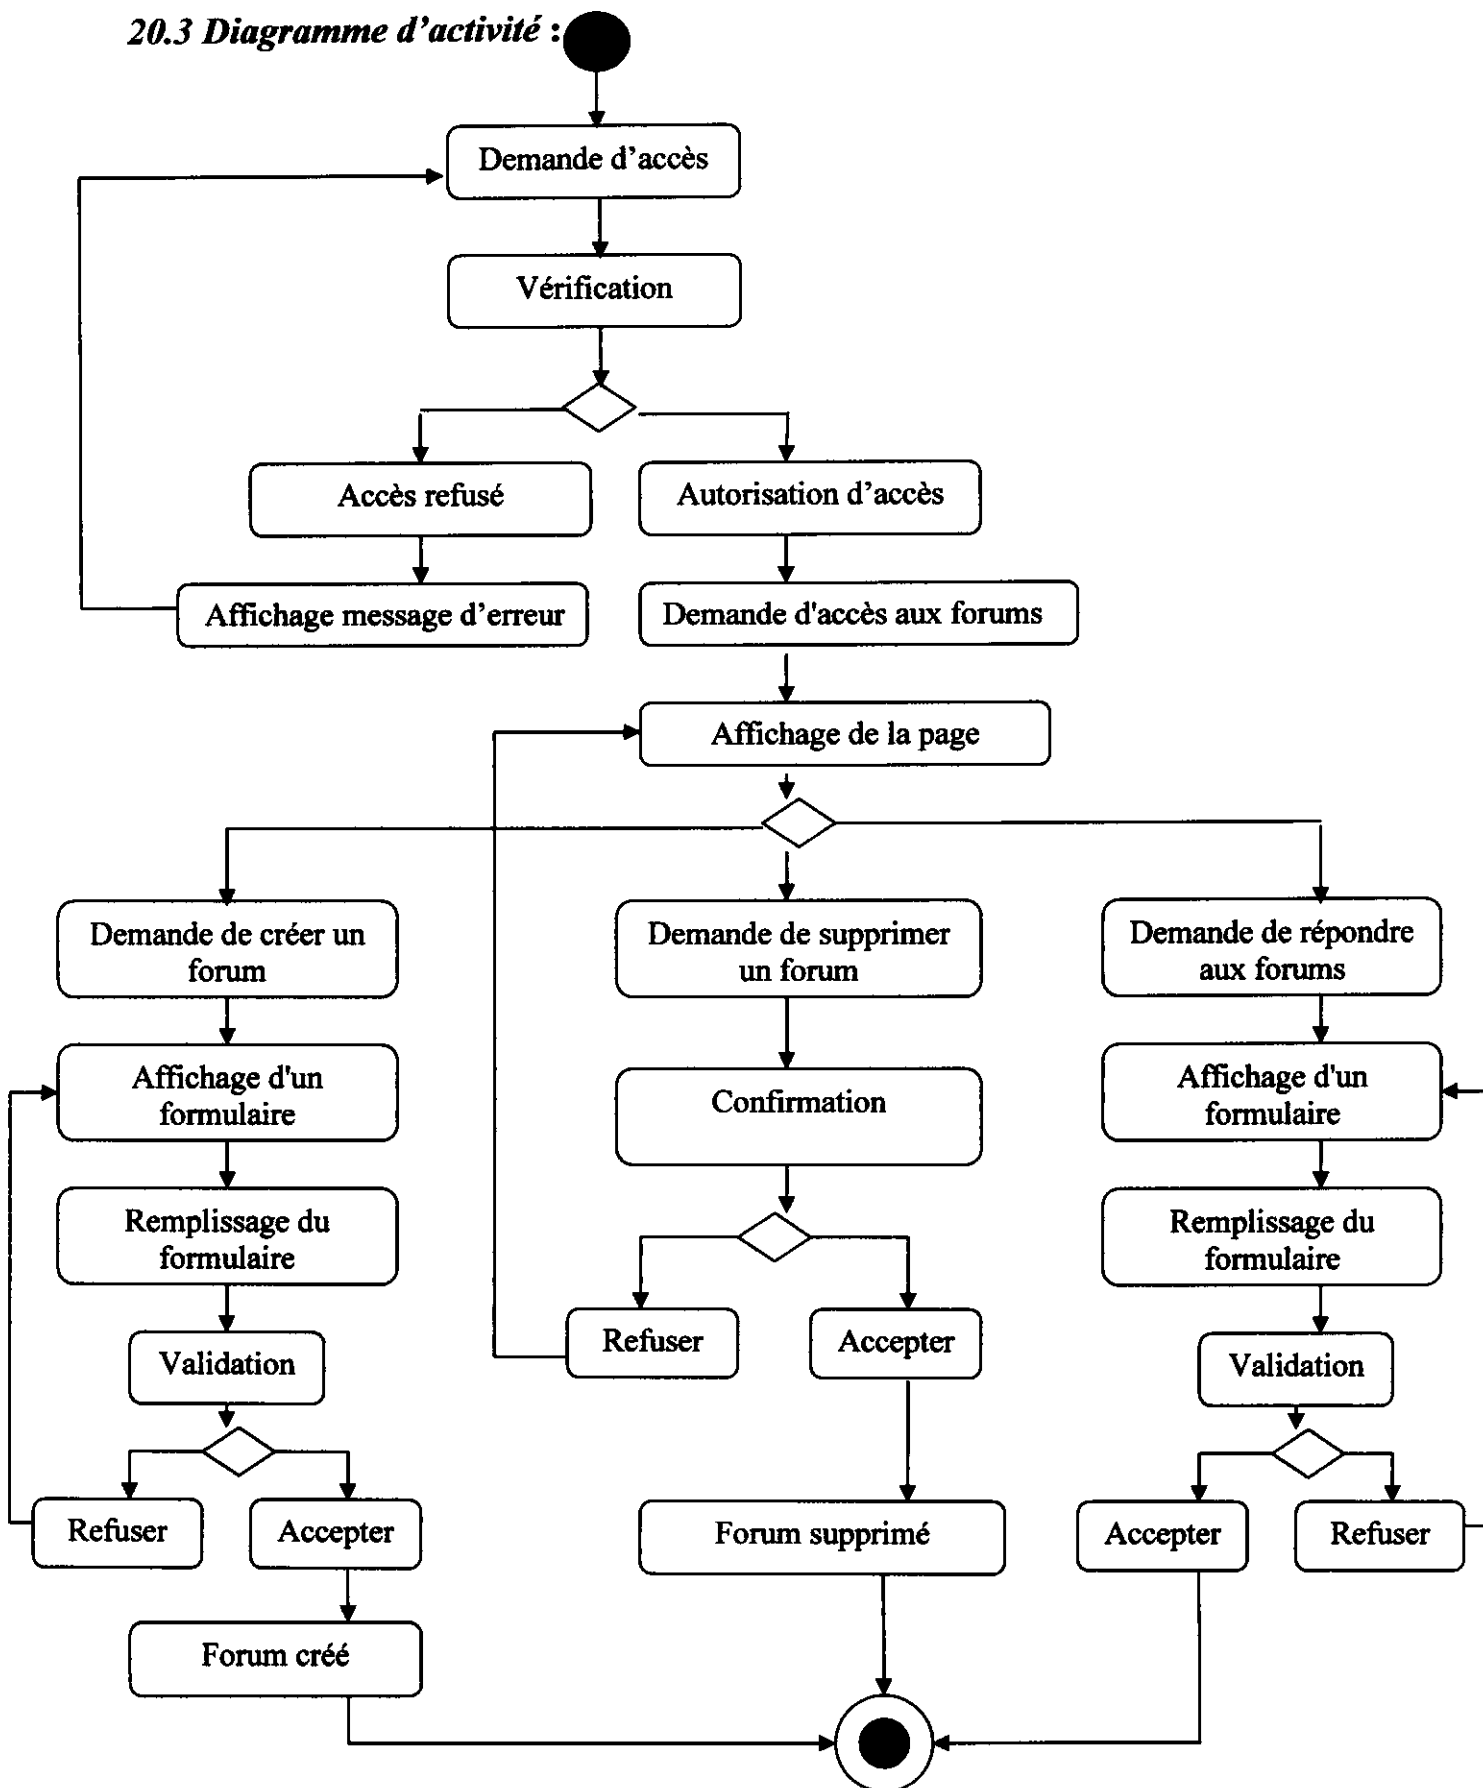 20.3 Diagramme d'activité :
Demande d'accès
Vérification
Accès refusé
Autorisation d'accès
Affichage message d'erreur
Demande d'accès aux forums
Affichage de la page
Demande de créer un
forum
Demande de supprimer
un forum
Demande de répondre
aux forums
Affichage d'un
formulaire
Confirmation
Affichage d'un
formulaire
Remplissage du
formulaire
Remplissage du
formulaire
Refuser
Accepter
Validation
Validation
Refuser
Accepter
Forum supprimé
Accepter
Refuser
Forum créé